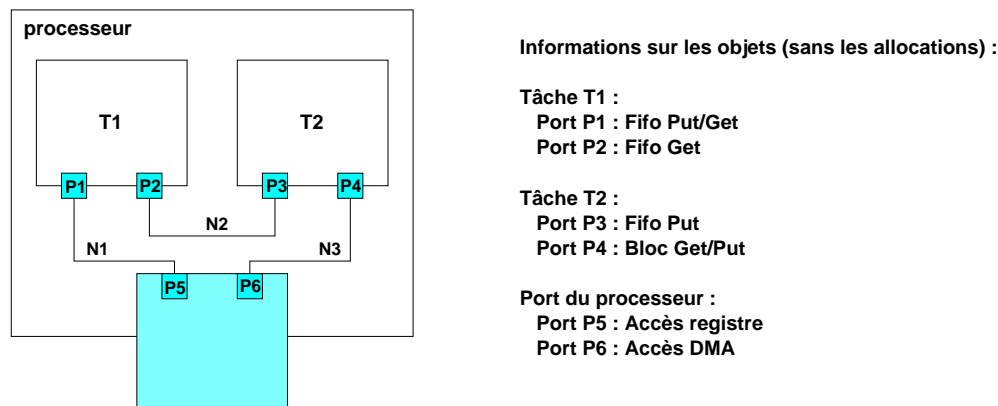 processeur
T1
T2
P1
P2
P3
P4
N2
N1
N3
P5
P6
Informations sur les objets (sans les allocations) :
Tâche T1 :
Port P1 : Fifo Put/Get
Port P2 : Fifo Get
Tâche T2 :
Port P3 : Fifo Put
Port P4 : Bloc Get/Put
Port du processeur :
Port P5 : Accès registre
Port P6 : Accès DMA